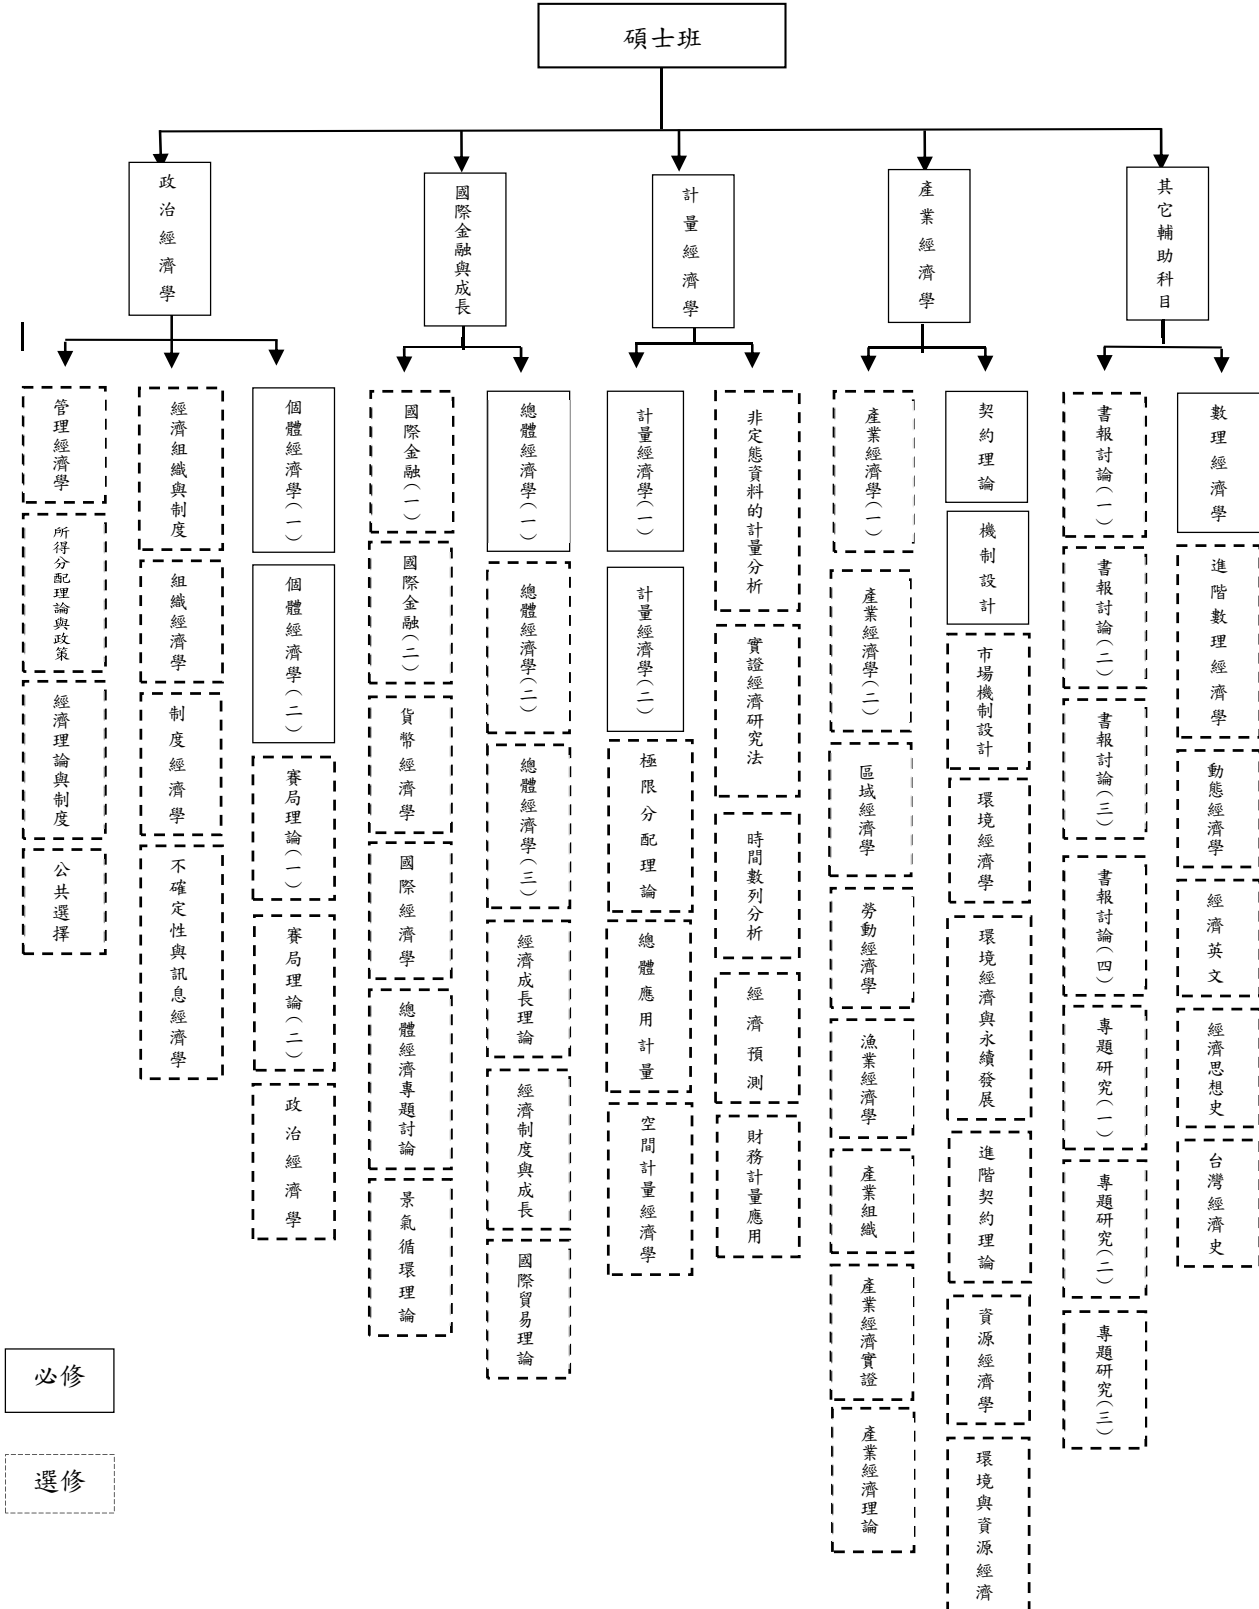 碩士班
政治經濟學
國際金融與成長
計量經濟學
產業經濟學
其它輔助科目
管理經濟學
所得分配理論與政策
經濟理論與制度
公共選擇
經濟組織與制度
組織經濟學
制度經濟學
不確定性與訊息經濟學
個體經濟學(一)
個體經濟學(二)
賽局理論(一)
賽局理論(二)
政治經濟學
國際金融(一)
國際金融(二)
貨幣經濟學
國際經濟學
總體經濟專題討論
景氣循環理論
總體經濟學(一)
總體經濟學(二)
總體經濟學(三)
經濟成長理論
經濟制度與成長
國際貿易理論
計量經濟學(一)
計量經濟學(二)
極限分配理論
總體應用計量
空間計量經濟學
非定態資料的計量分析
實證經濟研究法
時間數列分析
經濟預測
財務計量應用
產業經濟學(一)
產業經濟學(二)
區域經濟學
勞動經濟學
漁業經濟學
產業組織
產業經濟實證
產業經濟理論
契約理論
機制設計
市場機制設計
環境經濟學
環境經濟與永續發展
進階契約理論
資源經濟學
環境與資源經濟
書報討論(一)
書報討論(二)
書報討論(三)
書報討論(四)
專題研究(一)
專題研究(二)
專題研究(三)
數理經濟學
進階數理經濟學
動態經濟學
經濟英文
經濟思想史
台灣經濟史
必修
選修